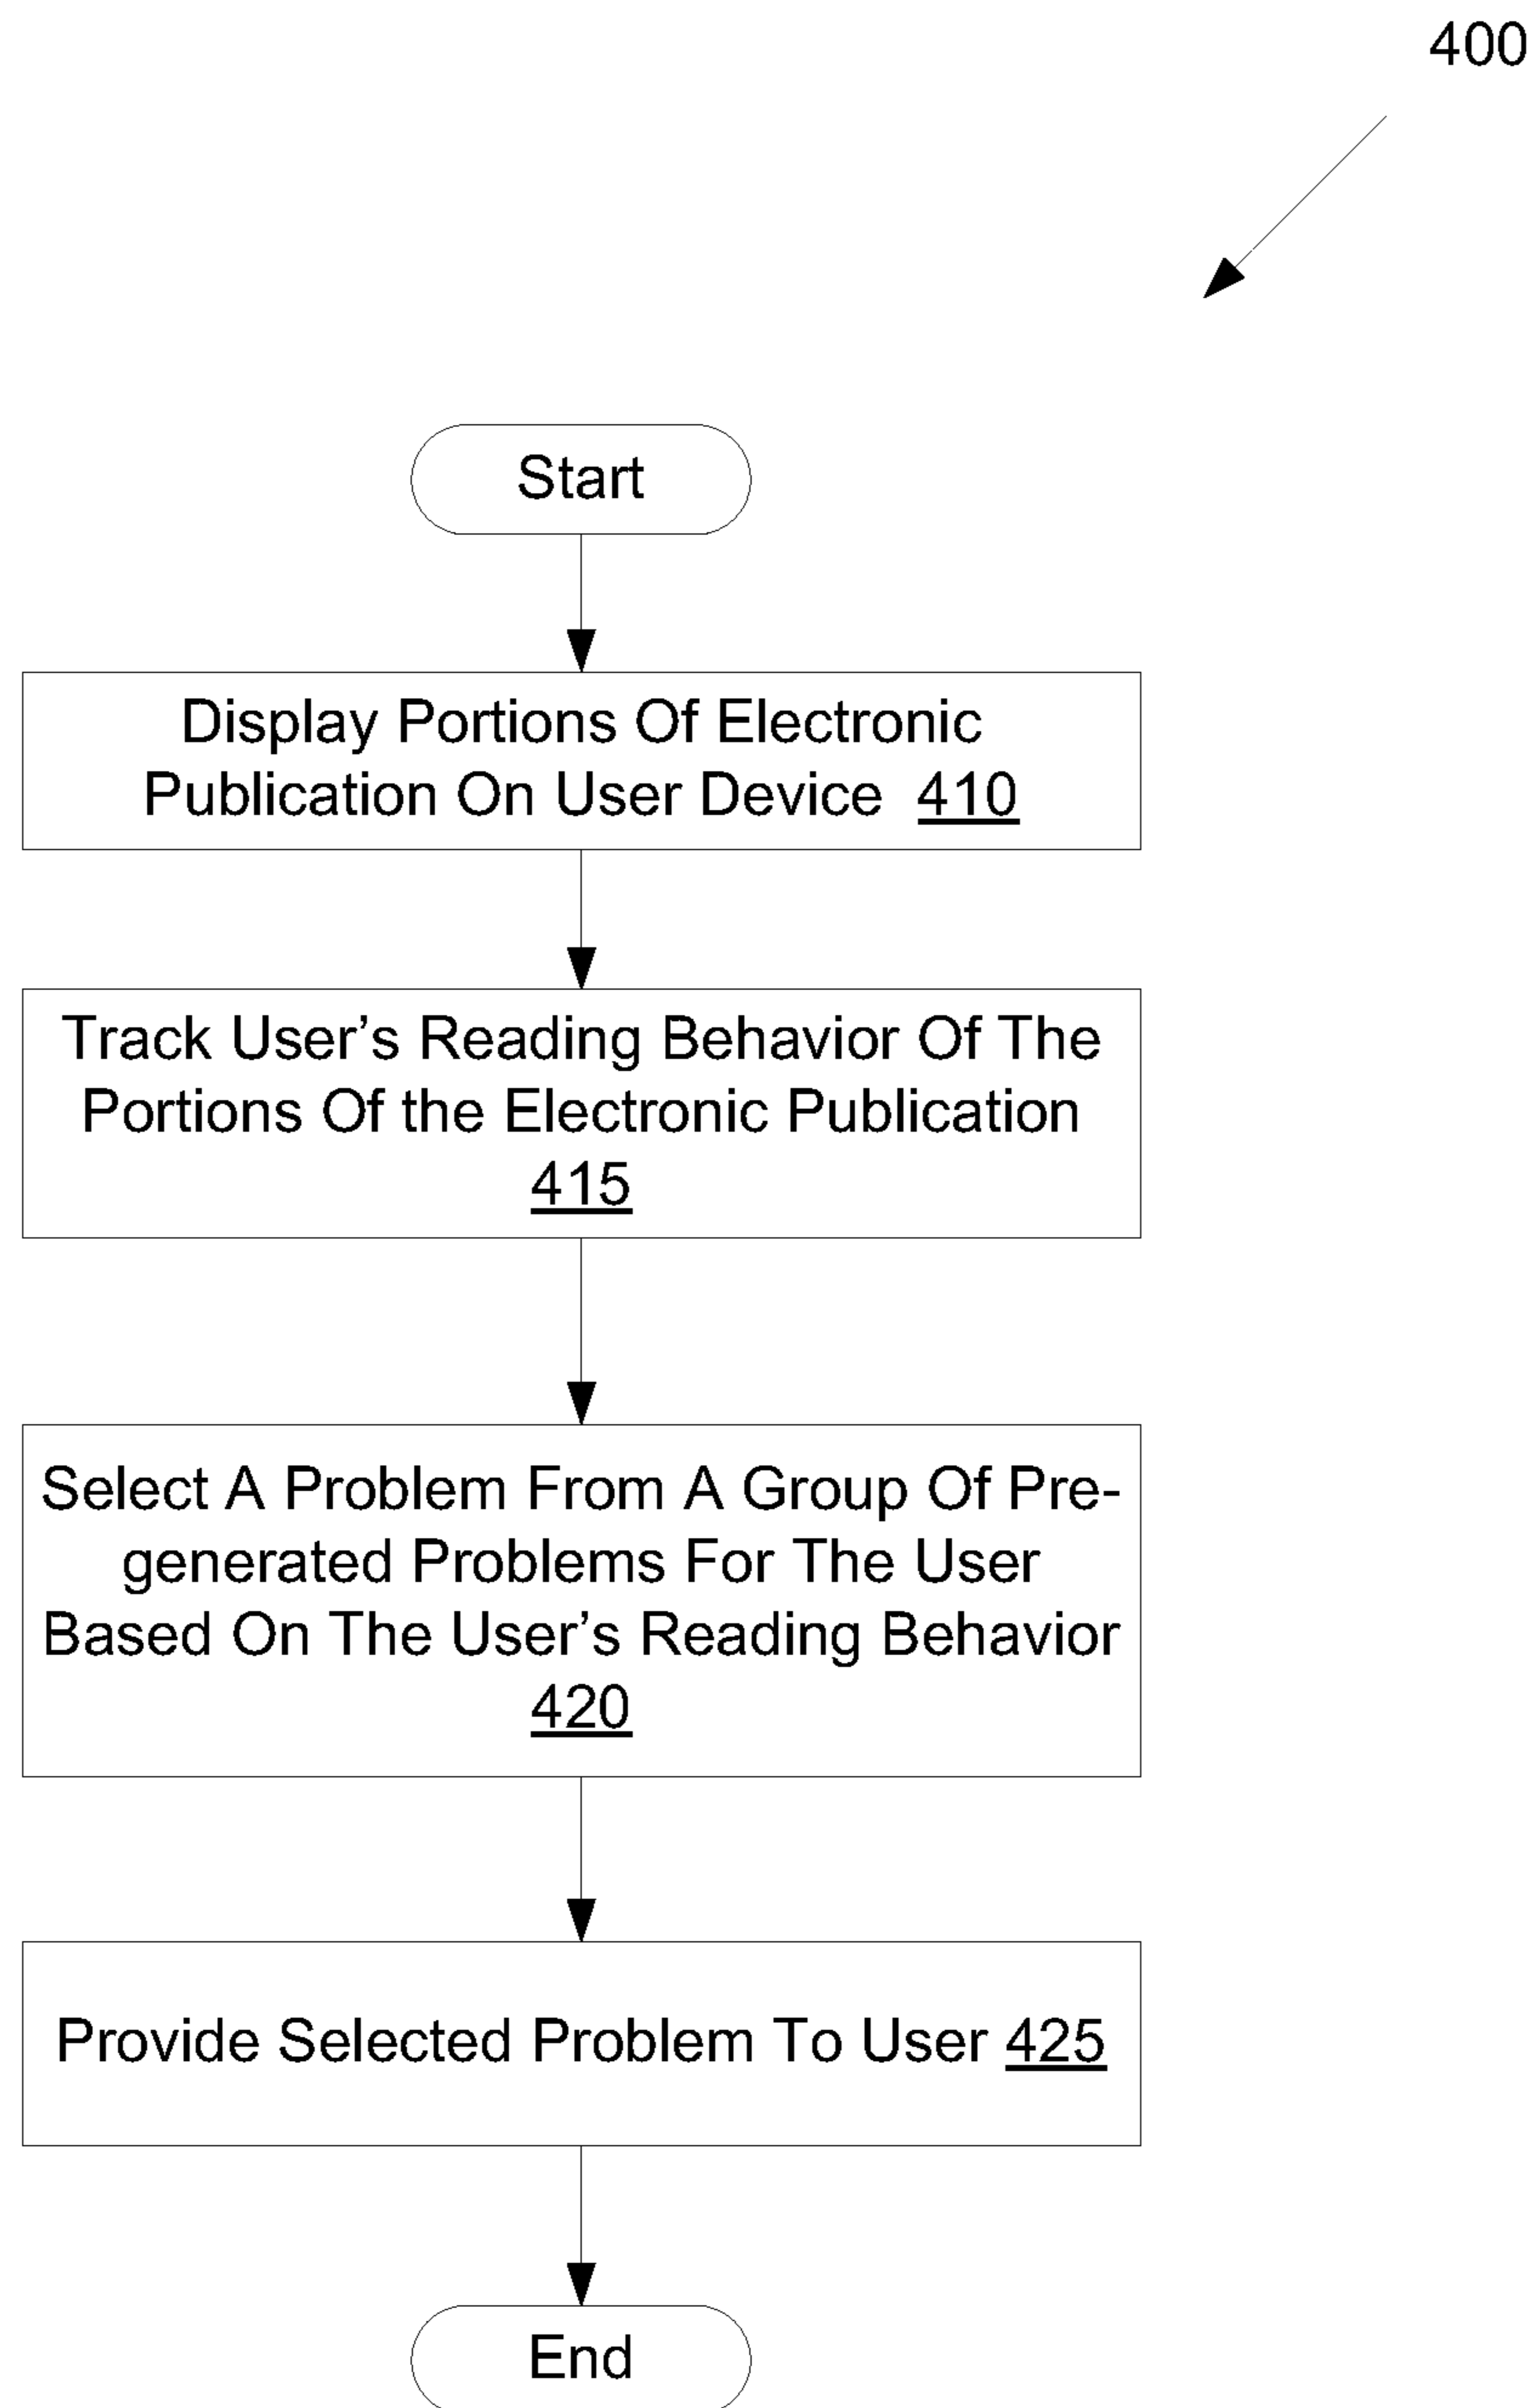 400
Start
Display Portions Of Electronic
Publication On User Device 410
Track User’s Reading Behavior Of The
Portions Of the Electronic Publication
415
Select A Problem From A Group Of Pre-
generated Problems For The User
Based On The User’s Reading Behavior
420
Provide Selected Problem To User 425
End